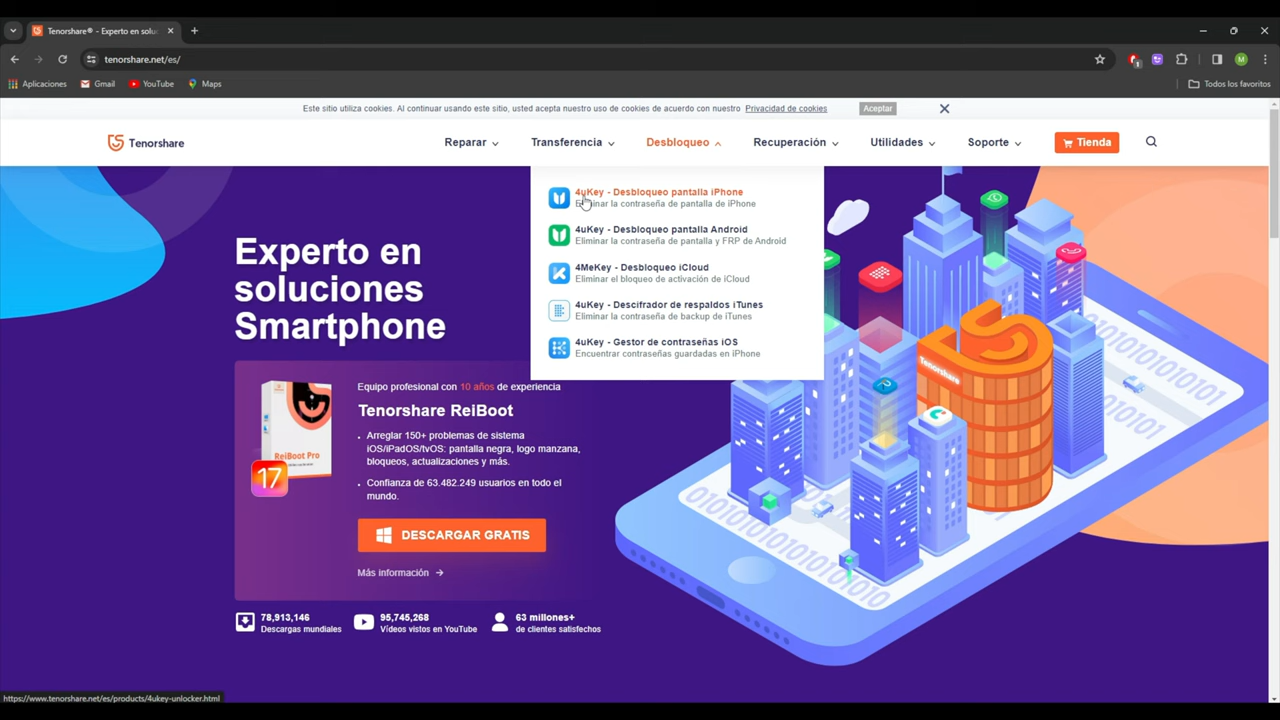 Tenorshare® - Experto en soluc
tenorshare.net/es/
1
M
Aplicaciones
Gmail
YouTube
Maps
Todos los favoritos
Este sitio utiliza cookies. Al continuar usando este sitio, usted acepta nuestro uso de cookies de acuerdo con nuestro Privacidad de cookies
Aceptar
Tenorshare
Reparar
Transferencia
Desbloqueo
Recuperación
Utilidades
Soporte
Tienda
4uKey - Desbloqueo pantalla iPhone
Eliminar la contraseña de pantalla de iPhone
4uKey - Desbloqueo pantalla Android
Eliminar la contraseña de pantalla y FRP de Android
4MeKey - Desbloqueo iCloud
Eliminar el bloqueo de activación de iCloud
4uKey - Descifrador de respaldos iTunes
Eliminar la contraseña de backup de iTunes
4uKey - Gestor de contraseñas iOS
Encuentrar contraseñas guardadas en iPhone
Experto en
soluciones
Smartphone
Equipo profesional con 10 años de experiencia
Tenorshare ReiBoot
Arreglar 150+ problemas de sistema
iOS/iPadOS/tvOS: pantalla negra, logo manzana,
bloqueos, actualizaciones y más.
Confianza de 63.482.249 usuarios en todo el
mundo.
ReiBoot Pro
17
DESCARGAR GRATIS
Más información
78,913,146
Descargas mundiales
95,745,268
Vídeos vistos en YouTube
63 millones+
de clientes satisfechos
Tenorshare
https://www.tenorshare.net/es/products/4ukey-unlocker.html